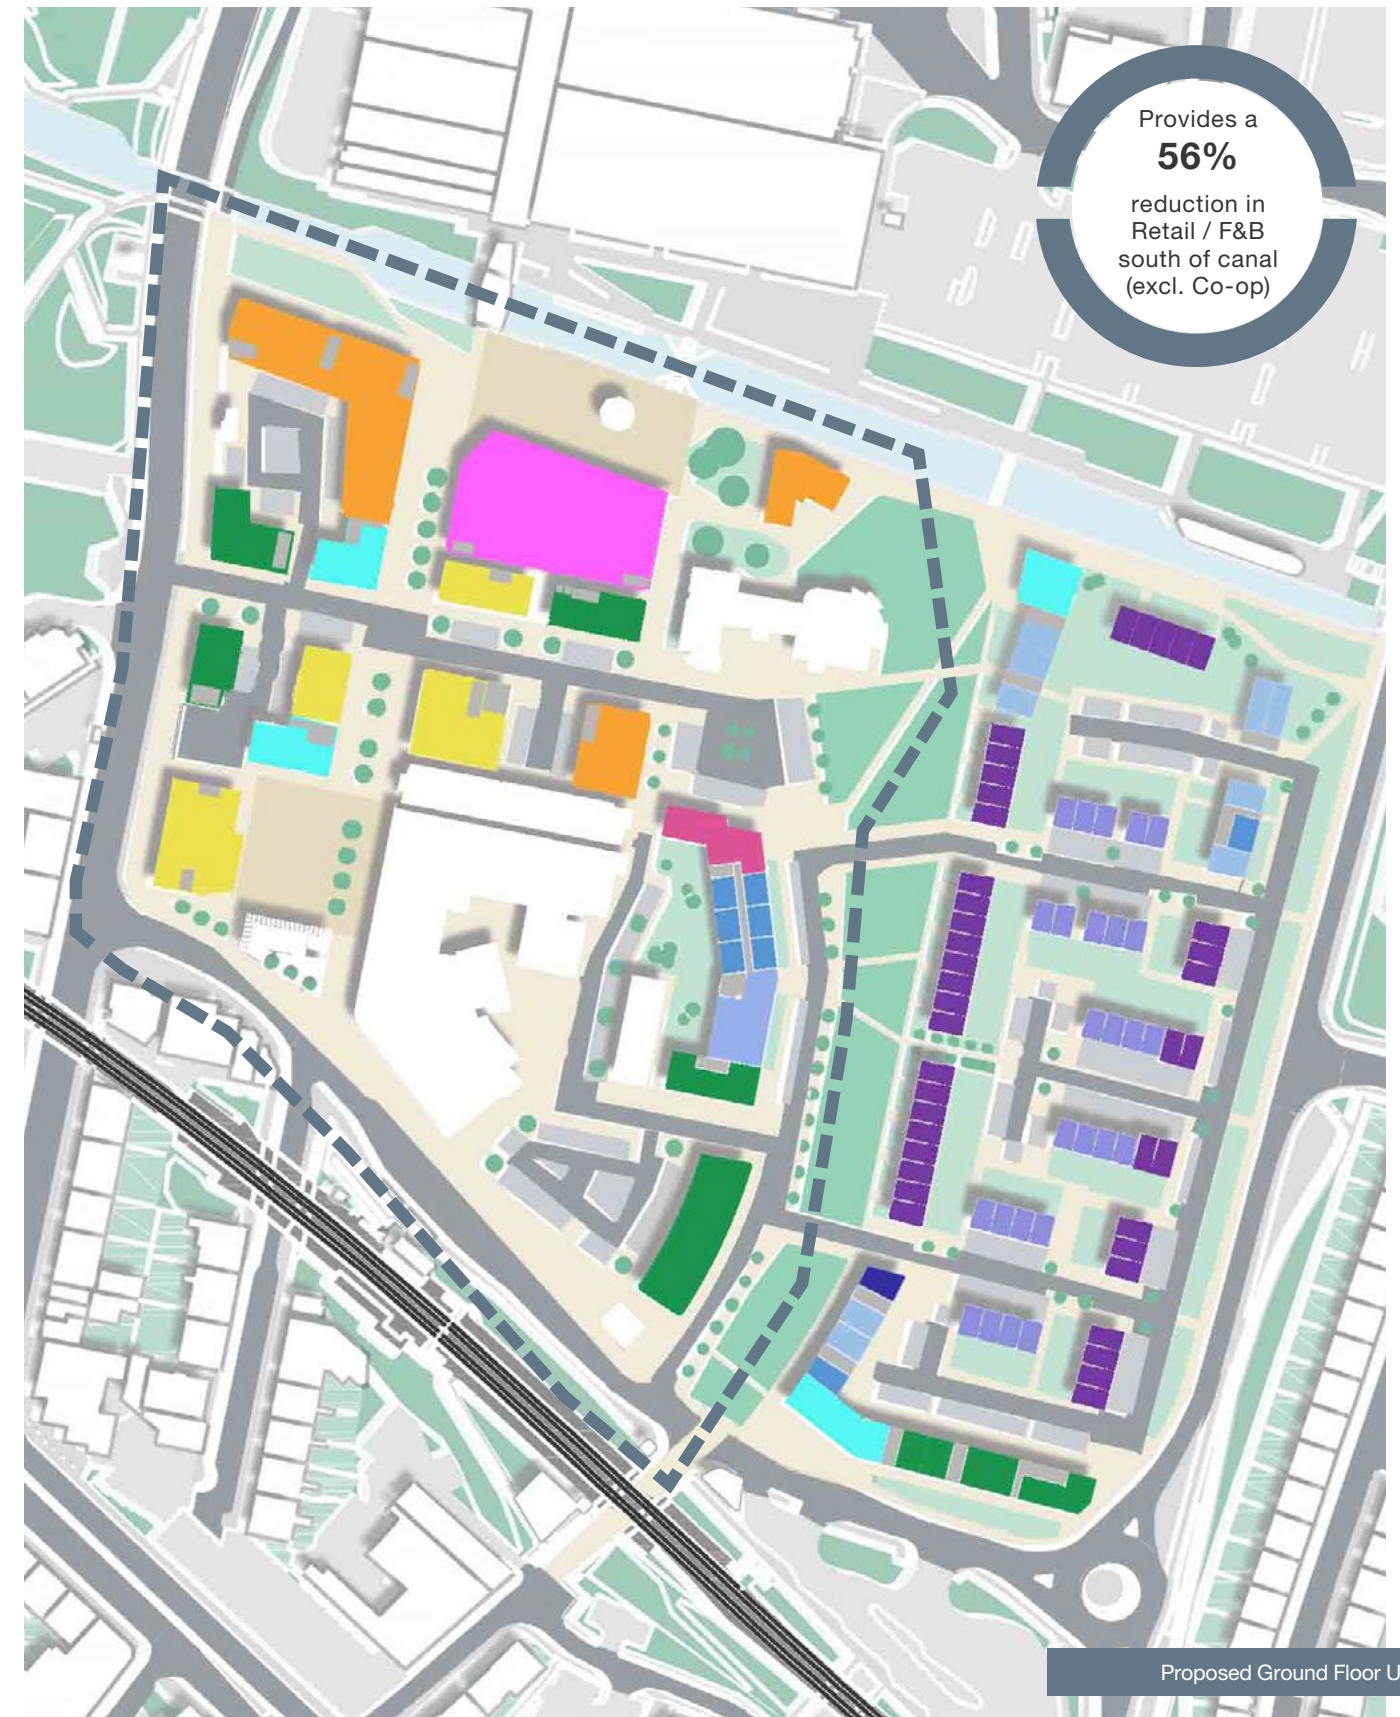 Provides a
56%
reduction in
Retail / F&B
south of canal
(excl. Co-op)
Proposed Ground Floor U